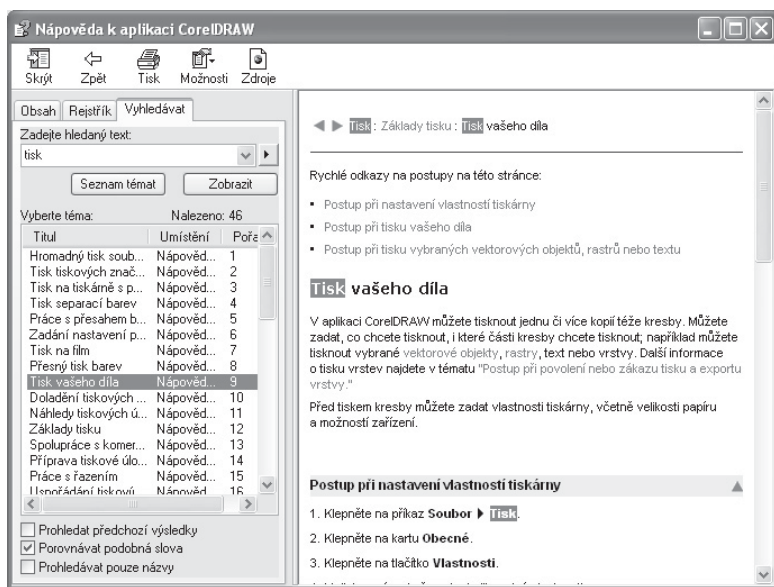 Nápověda k aplikaci CorelDRAW
Skrýt Zpět Tisk Možnosti Zdroje
Obsah Rejstřík Vyhledávat
Zadejte hledaný text:
tisk
Seznam témat Zobrazit
Vyberte téma: Nalezeno: 46
Titul Umístění Pořa
Hromadný tisk soub... Nápověd... 1
Tisk tiskových znač... Nápověd... 2
Tisk na tiskárně s p... Nápověd... 3
Tisk separací barev Nápověd... 4
Práce s přesahem b... Nápověd... 5
Zadání nastavení p... Nápověd... 6
Tisk na film Nápověd... 7
Přesný tisk barev Nápověd... 8
Tisk vašeho díla Nápověd... 9
Doladění tiskových ... Nápověd... 10
Náhledy tiskových ú... Nápověd... 11
Základy tisku Nápověd... 12
Spolupráce s komer... Nápověd... 13
Příprava tiskové úlo... Nápověd... 14
Práce s řazením Nápověd... 15
Uspořádání tiskový... Nápověd... 16
Prohledat předchozí výsledky
Porovnávat podobná slova
Prohledávat pouze názvy
Tisk : Základy tisku : Tisk vašeho díla
Rychlé odkazy na postupy na této stránce:
▪ Postup při nastavení vlastností tiskárny
▪ Postup při tisku vašeho díla
▪ Postup při tisku vybraných vektorových objektů, rastrů nebo textu
Tisk vašeho díla
V aplikaci CorelDRAW můžete tisknout jednu či více kopií téže kresby. Můžete
zadat, co chcete tisknout, i které části kresby chcete tisknout; například můžete
tisknout vybrané vektorové objekty, rastry, text nebo vrstvy. Další informace
o tisku vrstev najdete v tématu "Postup při povolení nebo zákazu tisku a exportu
vrstvy."
Před tiskem kresby můžete zadat vlastnosti tiskárny, včetně velikosti papíru
a možností zařízení.
Postup při nastavení vlastností tiskárny
1. Klepněte na příkaz Soubor ▶ Tisk.
2. Klepněte na kartu Obecné.
3. Klepněte na tlačítko Vlastnosti.